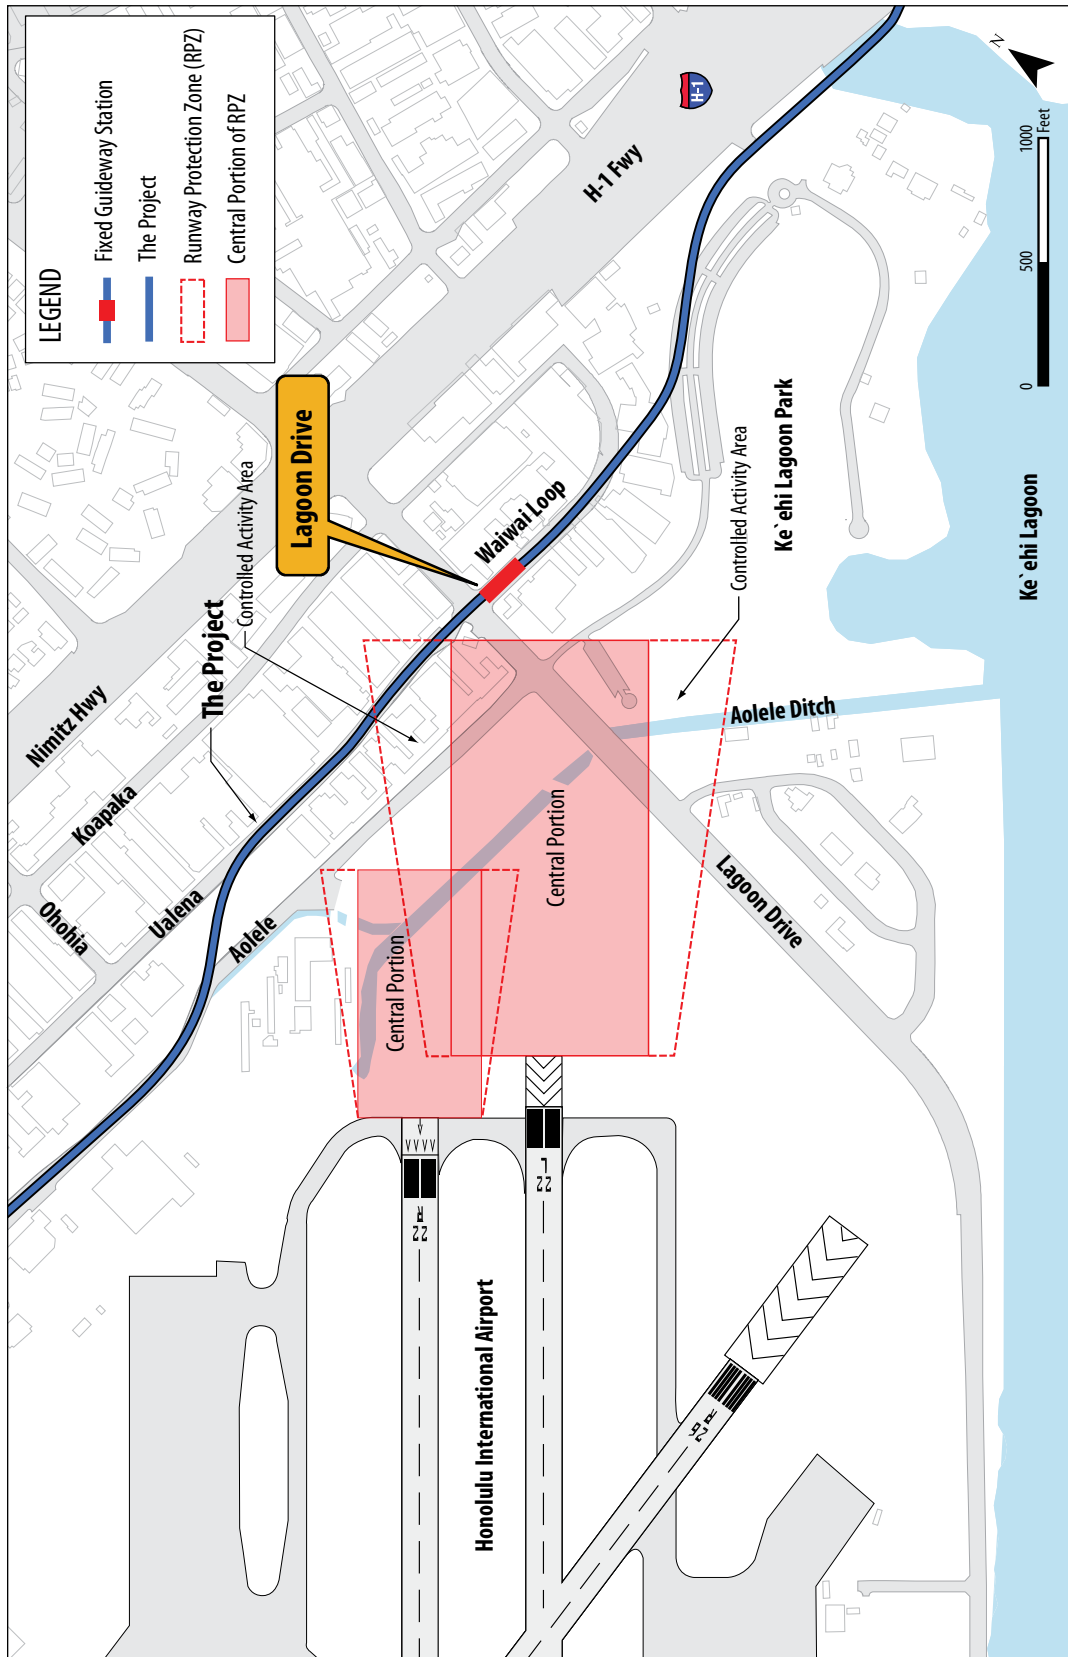 LEGEND
Fixed Guideway Station
The Project
Runway Protection Zone (RPZ)
Central Portion of RPZ
N
H-1
H-1 Fwy
0 500 1000
Feet
Lagoon Drive
Controlled Activity Area
The Project
Nimitz Hwy
Koapaka
Ohohia
Ualena
Aolele
Waiwai Loop
Ke`ehi Lagoon Park
Controlled Activity Area
Ke`ehi Lagoon
Aolele Ditch
Lagoon Drive
Central Portion
Central Portion
22 R
22 L
26 R
Honolulu International Airport